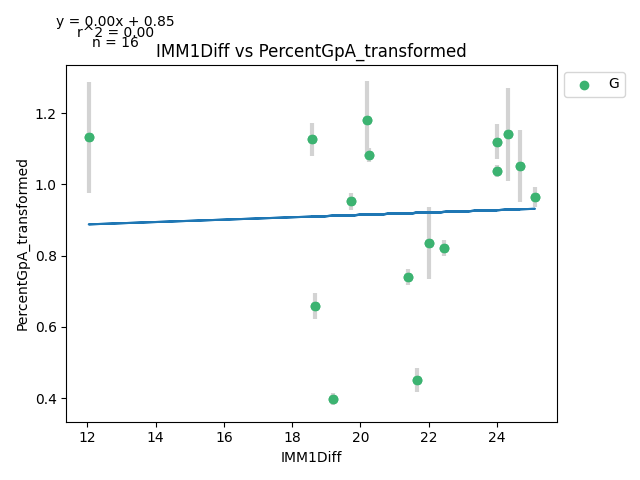 y = 0.00x + 0.85
r^2 = 0.00
n = 16
IMM1Diff vs PercentGpA_transformed
G
PercentGpA_transformed
1.2
1.0
0.8
0.6
0.4
12 14 16 18 20 22 24
IMM1Diff